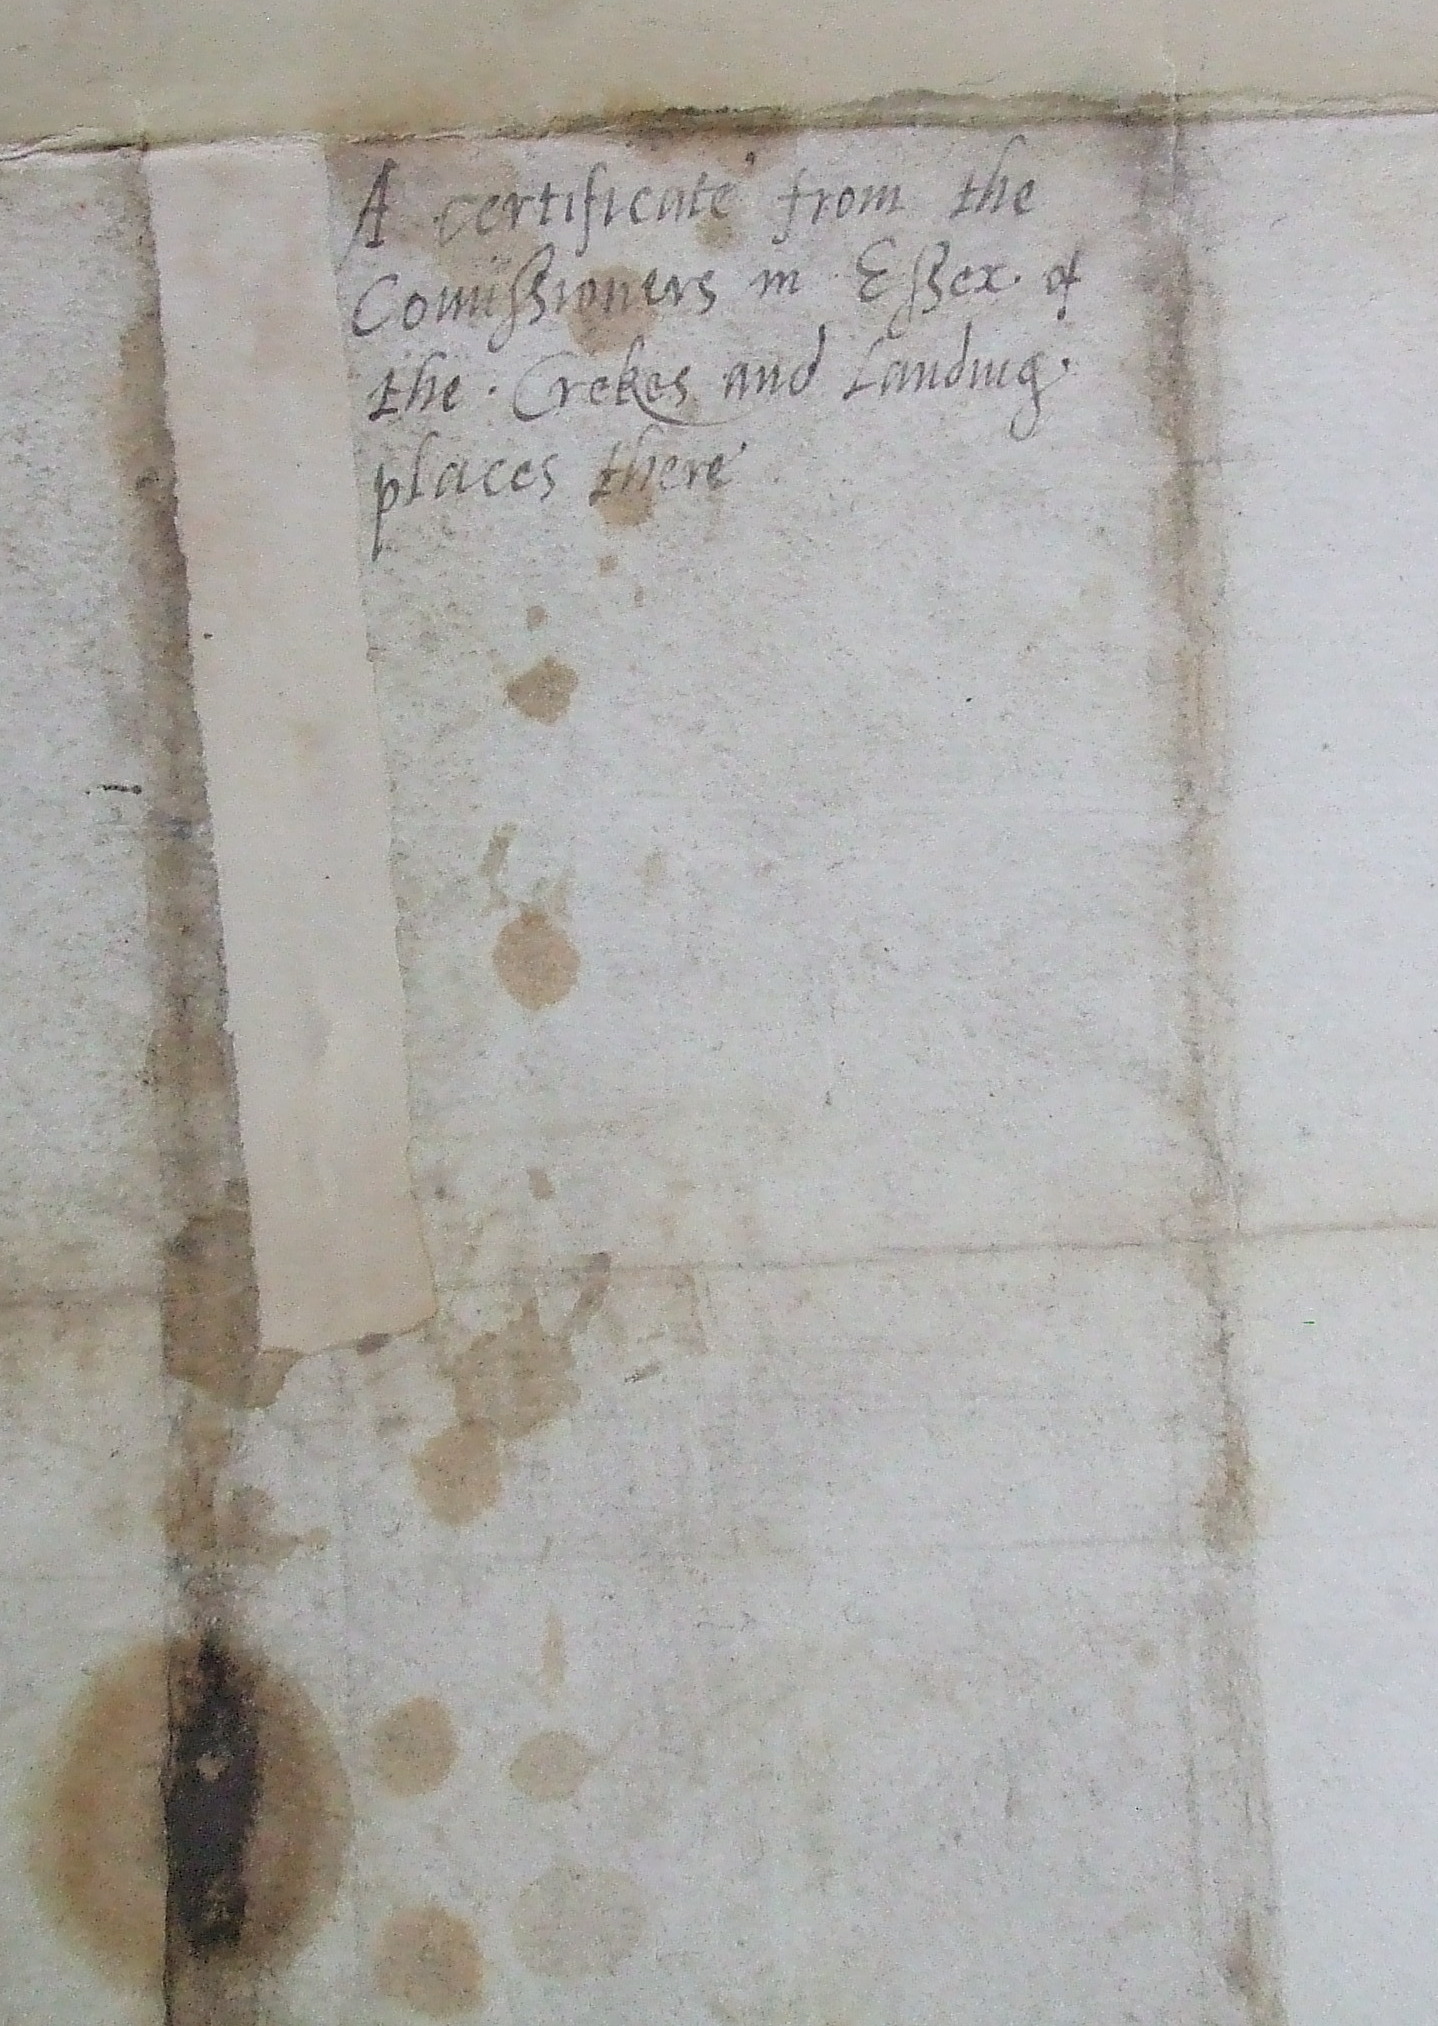 A certificate from the
Comissioners in Essex of
the Crekes and Landing
places there